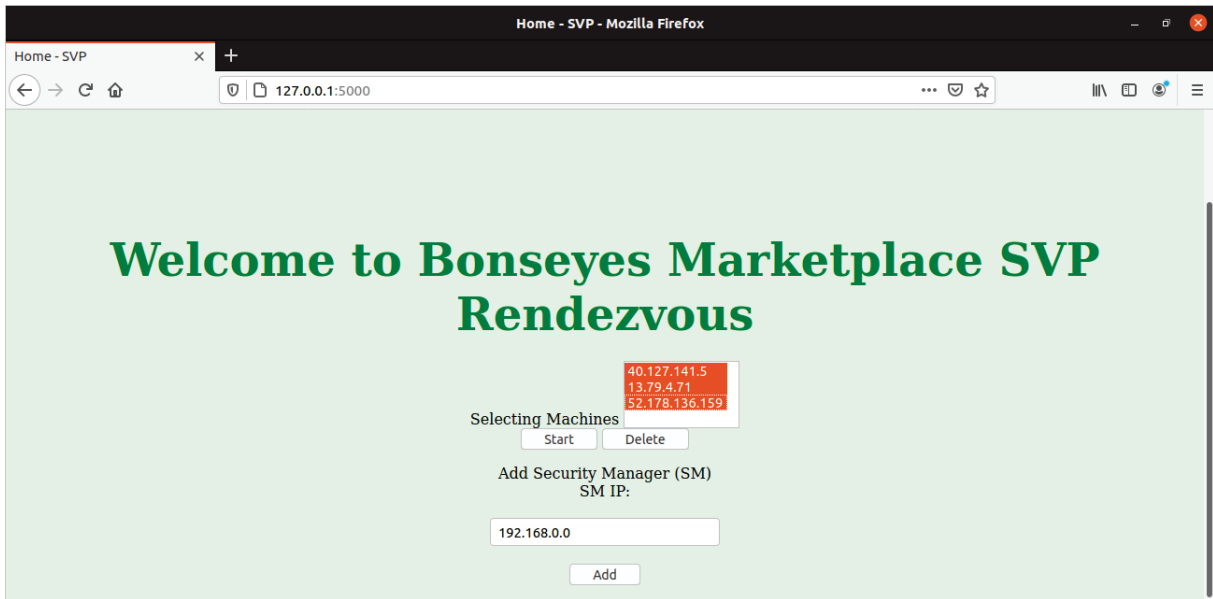 Home - SVP - Mozilla Firefox
Home - SVP
127.0.0.1:5000
Welcome to Bonseyes Marketplace SVP
Rendezvous
40.127.141.5
13.79.4.71
52.178.136.159
Selecting Machines
Start Delete
Add Security Manager (SM)
SM IP:
192.168.0.0
Add